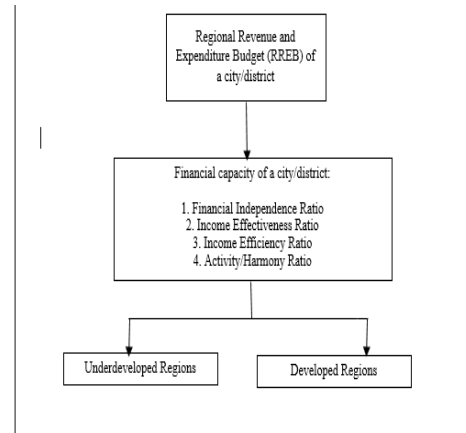 Regional Revenue and
Expenditure Budget (RREB) of
a city/district
Financial capacity of a city/district:
1. Financial Independence Ratio
2. Income Effectiveness Ratio
3. Income Efficiency Ratio
4. Activity/Harmony Ratio
Underdeveloped Regions
Developed Regions